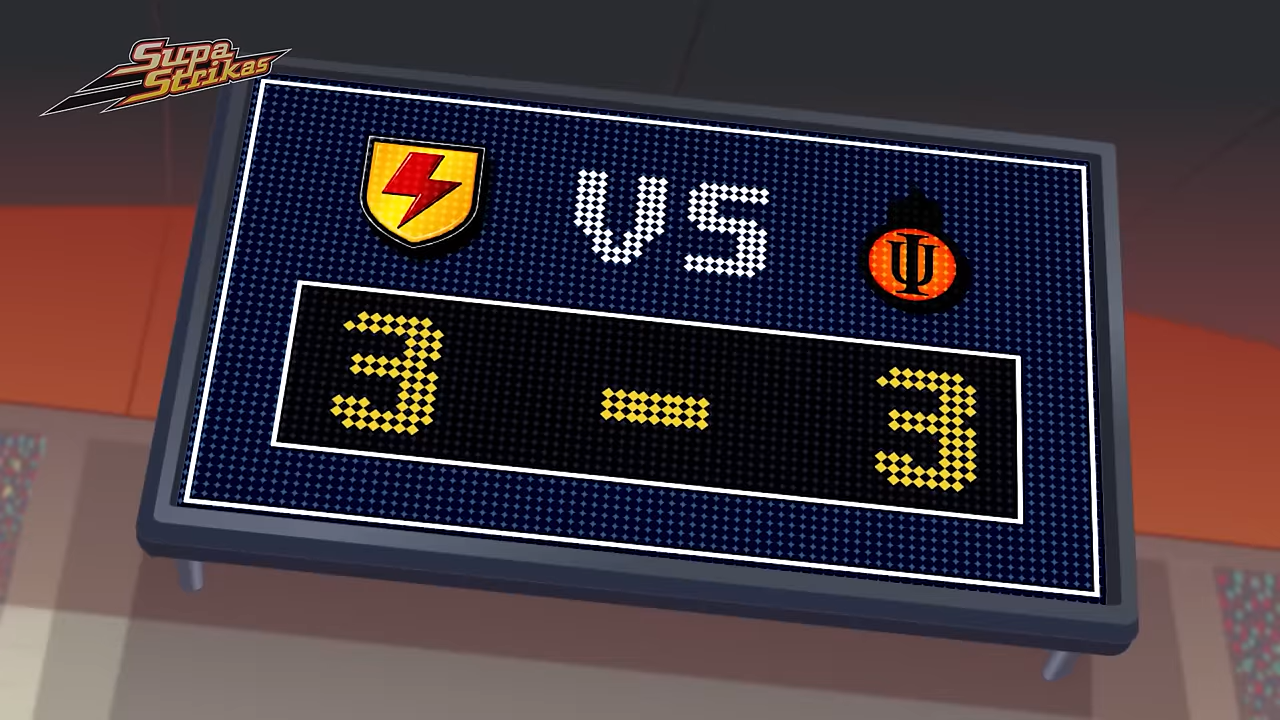 Supa
Strikas
VS
Ψ
3 - 3